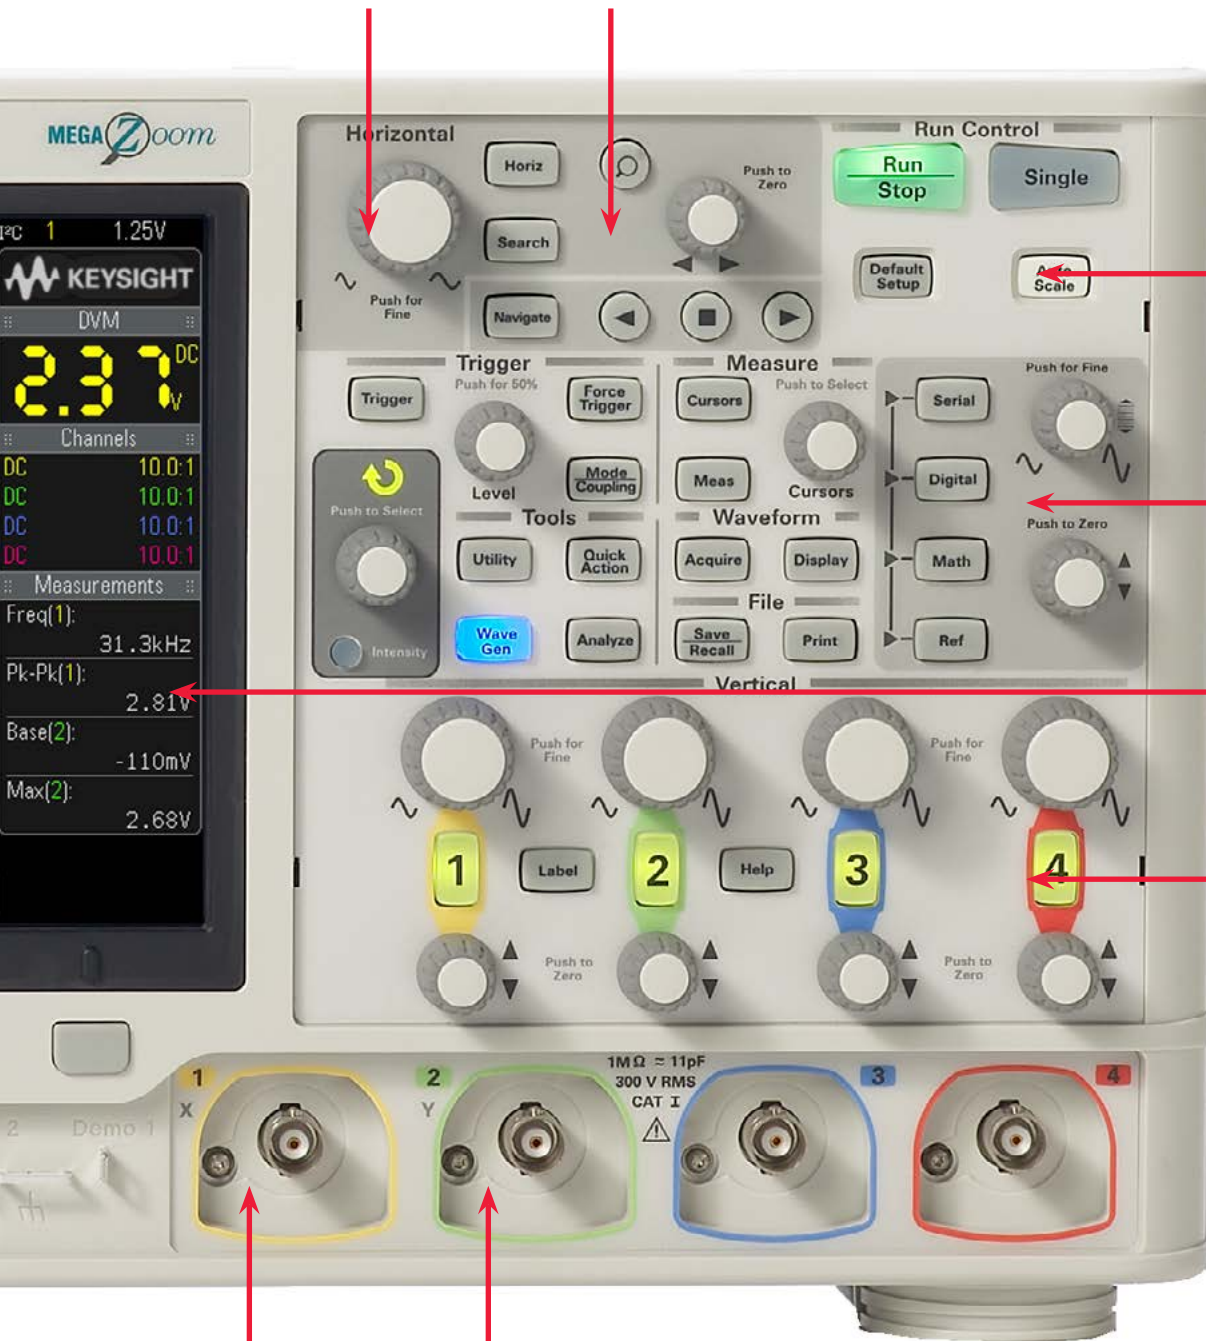 MEGA Zoom
I²C 1 1.25V
KEYSIGHT
DVM
2.37 DC
V
Channels
DC 10.0:1
DC 10.0:1
DC 10.0:1
DC 10.0:1
Measurements
Freq(1):
31.3kHz
Pk-Pk(1):
2.81V
Base(2):
-110mV
Max(2):
2.68V
2 Demo 1
Horizontal
Horiz
Search
Push for
Fine
Navigate
Push to
Zero
Run Control
Run
Stop
Single
Default
Setup
Auto
Scale
Trigger
Push for 50%
Trigger
Force
Trigger
Level
Mode
Coupling
Push to Select
Intensity
Tools
Utility
Quick
Action
Wave
Gen
Analyze
Measure
Push to Select
Cursors
Meas
Cursors
Waveform
Acquire
Display
File
Save
Recall
Print
Serial
Digital
Math
Ref
Push for Fine
Push to Zero
Vertical
Push for
Fine
Push for
Fine
1
Label
2
Help
3
4
Push to
Zero
Push to
Zero
1
X
2
Y
1MΩ ≈ 11pF
300 V RMS
CAT I
3
4